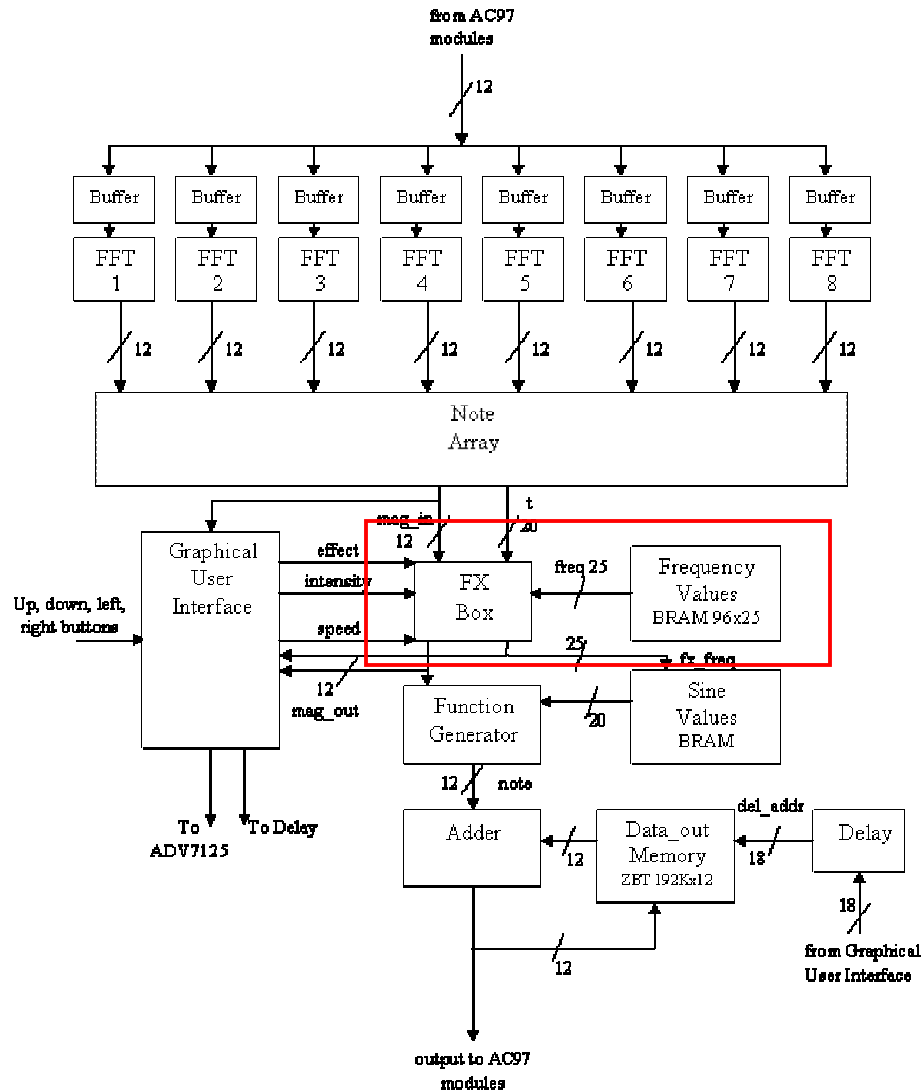 from AC97
modules
12
Buffer Buffer Buffer Buffer Buffer Buffer Buffer Buffer
FFT FFT FFT FFT FFT FFT FFT FFT
1 2 3 4 5 6 7 8
12 12 12 12 12 12 12 12
Note
Array
mag_in
12
t
20
Graphical
User
Interface
effect
intensity
speed
Up, down, left,
right buttons
FX
Box
freq 25
Frequency
Values
BRAM 96x25
25
fx_freq
12
mag_out
Function
Generator
20
Sine
Values
BRAM
12
note
To
ADV7125
To Delay
Adder
12
Data_out
Memory
ZBT 192Kx12
del_addr
18
Delay
18
from Graphical
User Interface
12
output to AC97
modules